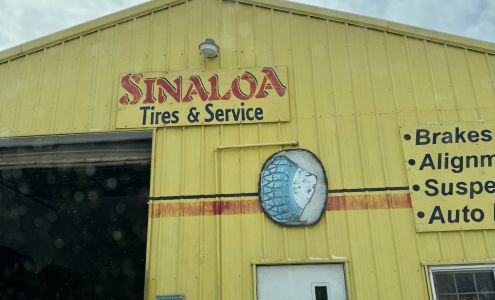 SINALOA
Tires & Service
• Brakes
• Alignm
• Suspe
• Auto